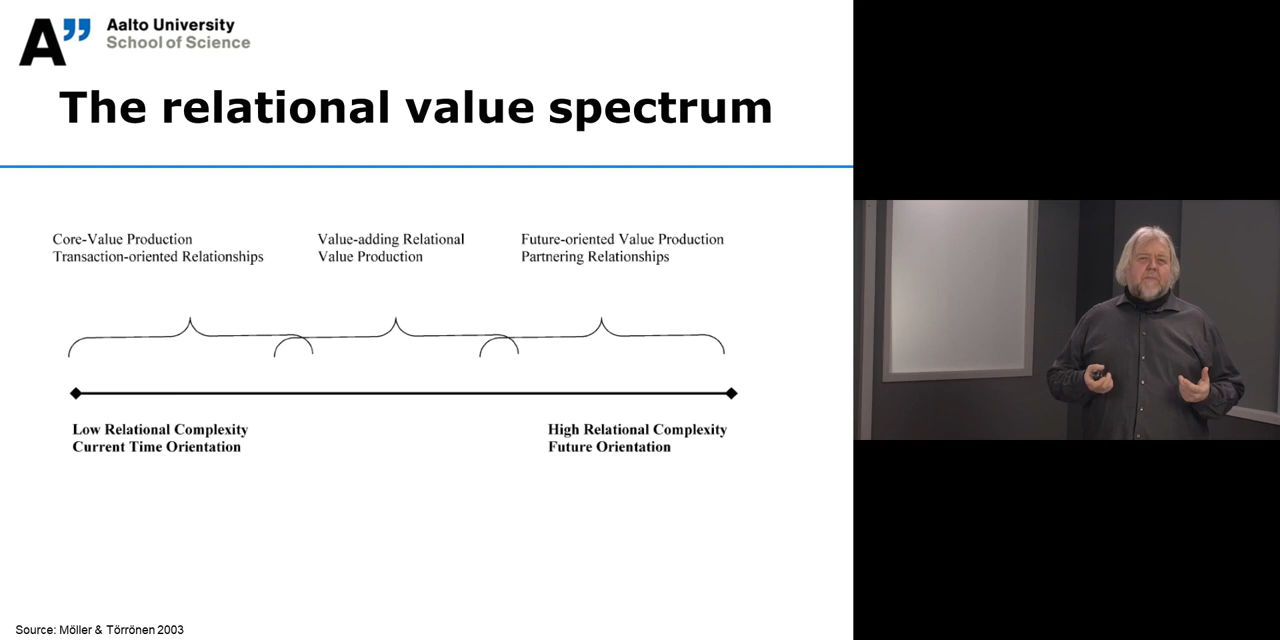 Aalto University
School of Science
The relational value spectrum
Core-Value Production
Transaction-oriented Relationships
Value-adding Relational
Value Production
Future-oriented Value Production
Partnering Relationships
Low Relational Complexity
Current Time Orientation
High Relational Complexity
Future Orientation
Source: Möller & Törrönen 2003